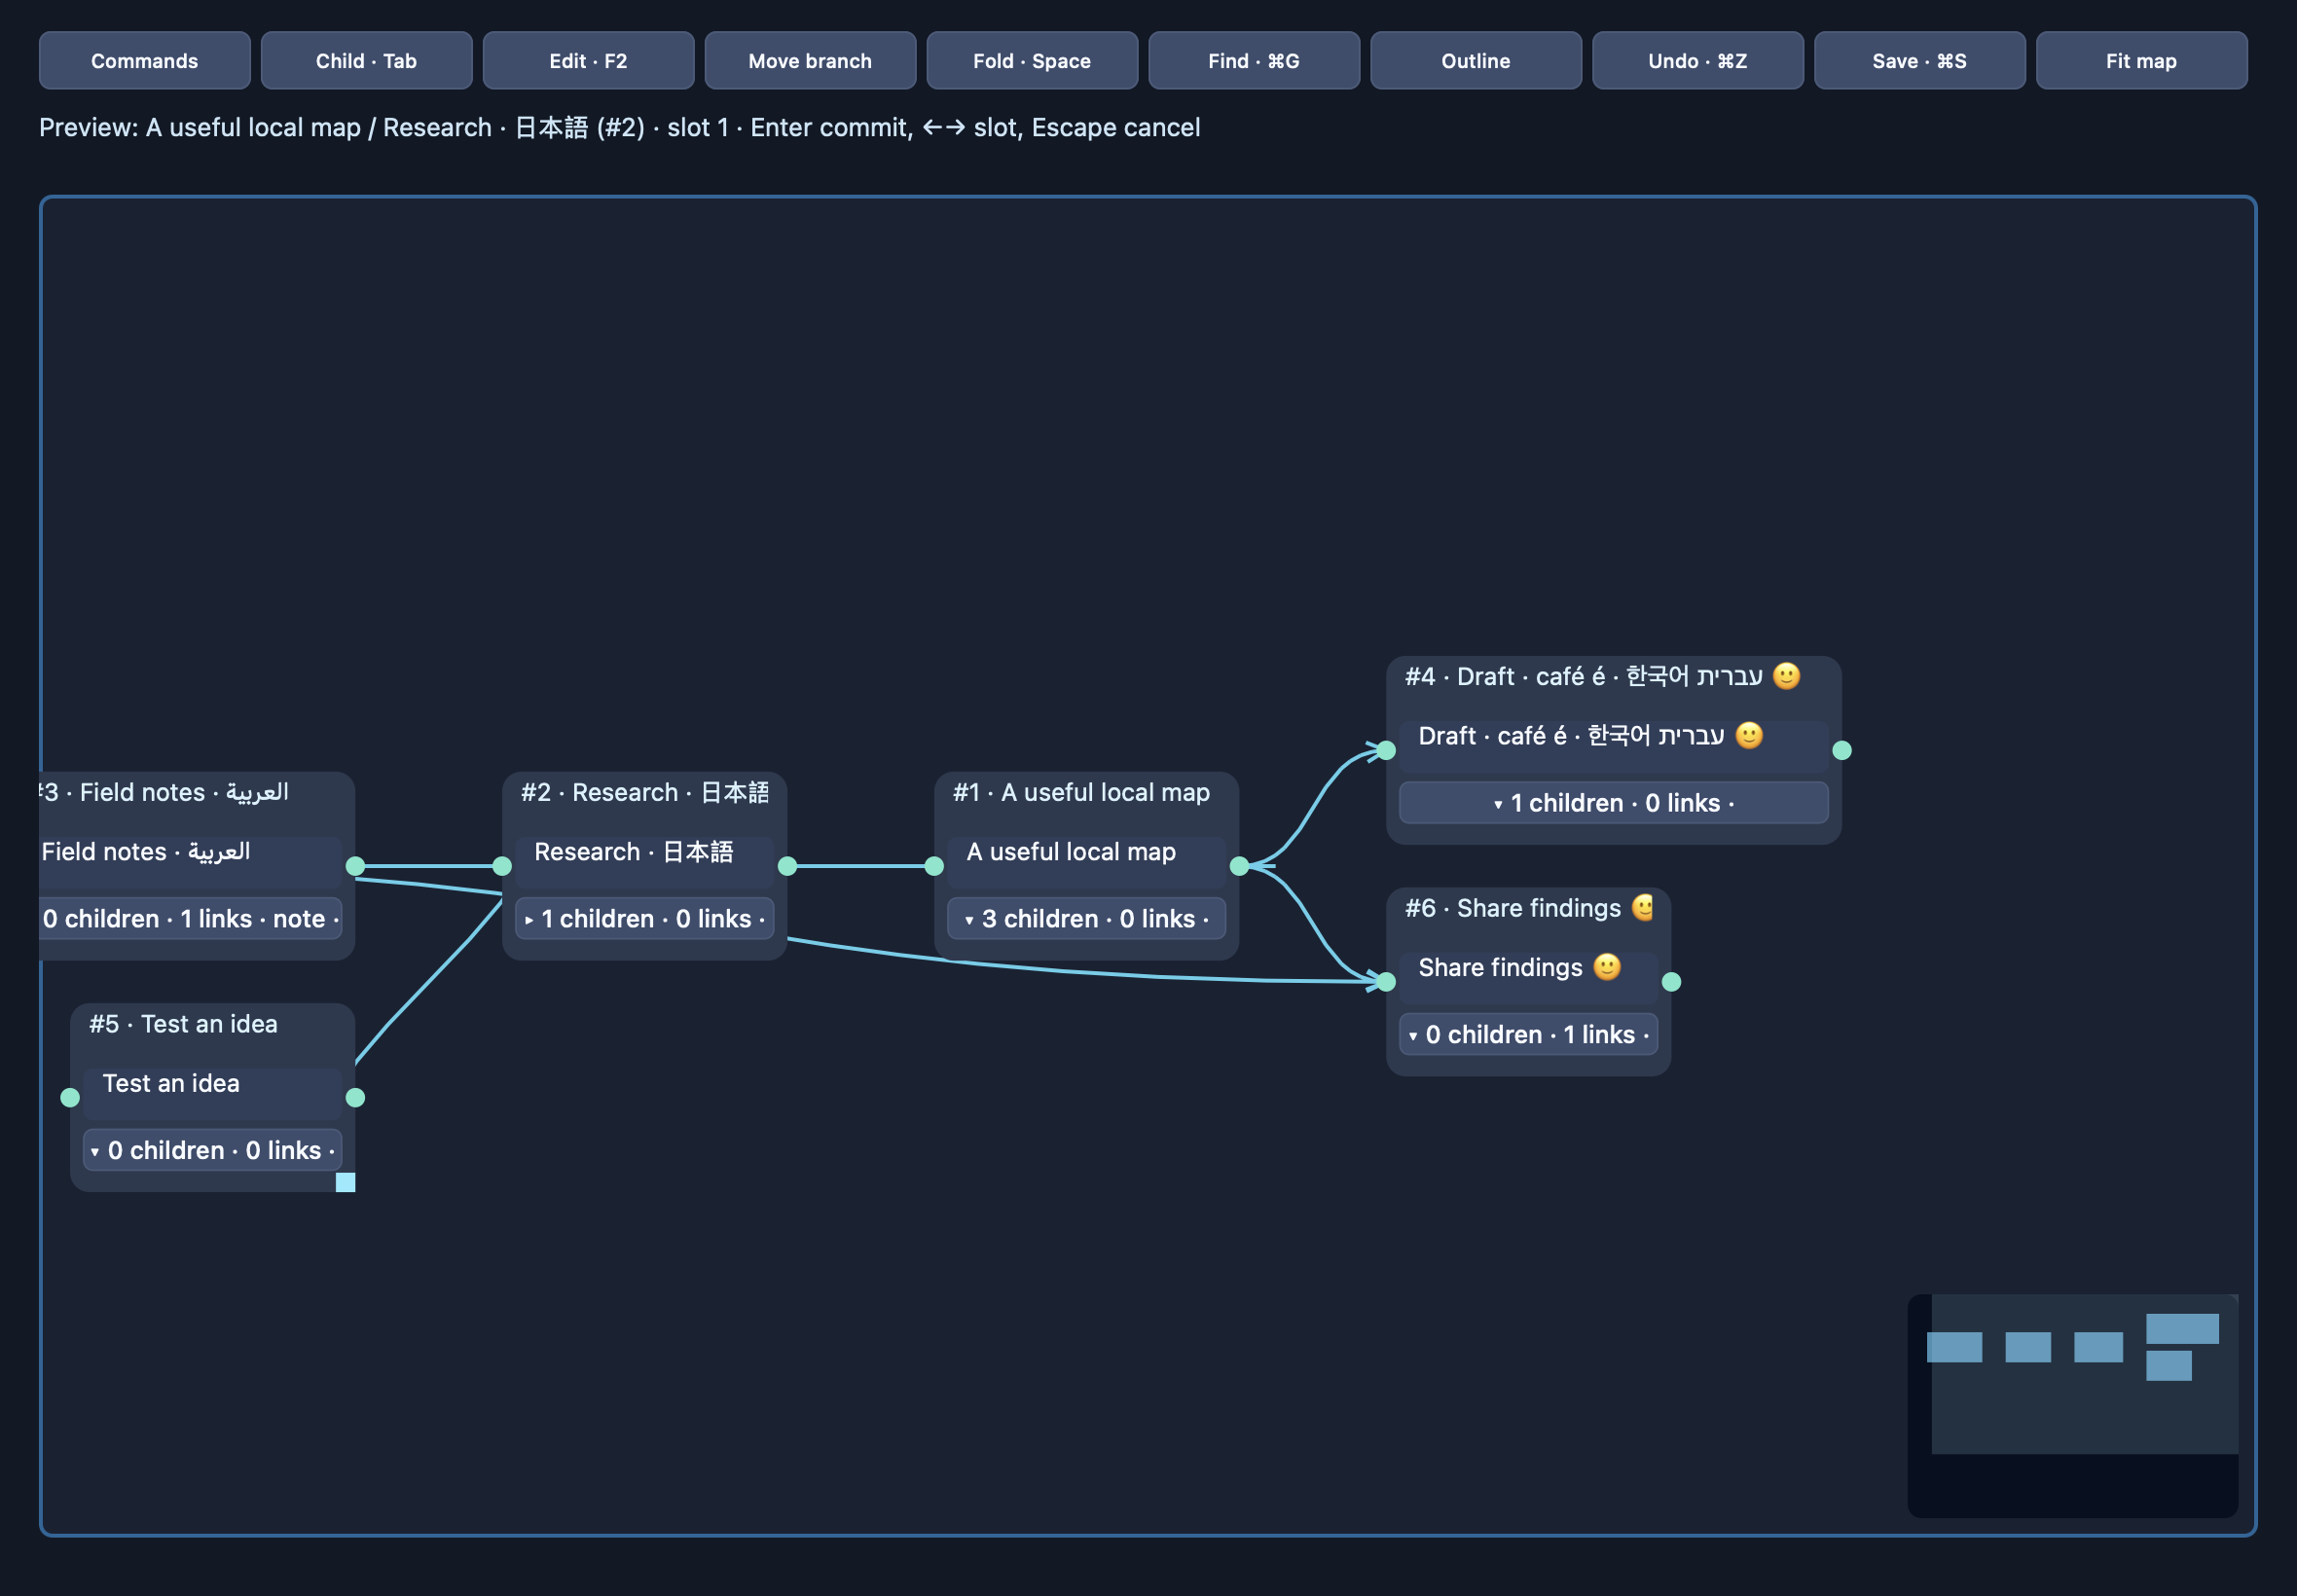 Commands
Child · Tab
Edit · F2
Move branch
Fold · Space
Find · ⌘G
Outline
Undo · ⌘Z
Save · ⌘S
Fit map
Preview: A useful local map / Research · 日本語 (#2) · slot 1 · Enter commit, ←→ slot, Escape cancel
#4 · Draft · café é · 한국어 עברית 🙂
Draft · café é · 한국어 עברית 🙂
▾ 1 children · 0 links ·
#3 · Field notes · العربية
Field notes · العربية
0 children · 1 links · note ·
#2 · Research · 日本語
Research · 日本語
▸ 1 children · 0 links ·
#1 · A useful local map
A useful local map
▾ 3 children · 0 links ·
#6 · Share findings 🙂
Share findings 🙂
▾ 0 children · 1 links ·
#5 · Test an idea
Test an idea
▾ 0 children · 0 links ·